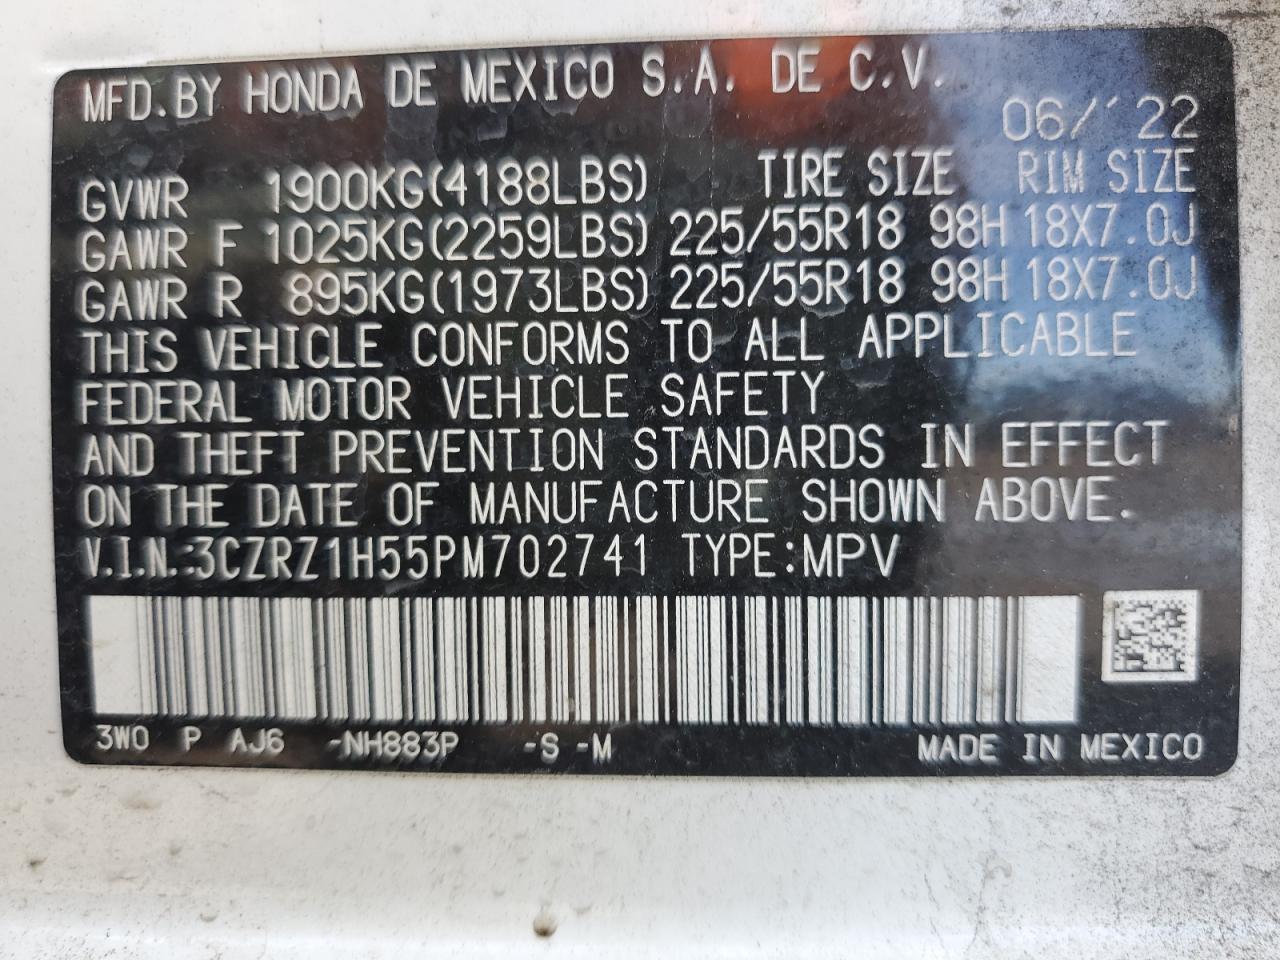 MFD.BY HONDA DE MEXICO S.A. DE C.V.
06/'22
GVWR 1900KG(4188LBS) TIRE SIZE RIM SIZE
GAWR F 1025KG(2259LBS) 225/55R18 98H 18X7.0J
GAWR R 895KG(1973LBS) 225/55R18 98H 18X7.0J
THIS VEHICLE CONFORMS TO ALL APPLICABLE
FEDERAL MOTOR VEHICLE SAFETY
AND THEFT PREVENTION STANDARDS IN EFFECT
ON THE DATE OF MANUFACTURE SHOWN ABOVE.
V.I.N.:3CZRZ1H55PM702741 TYPE:MPV
3W0 P AJ6 -NH883P -S -M MADE IN MEXICO